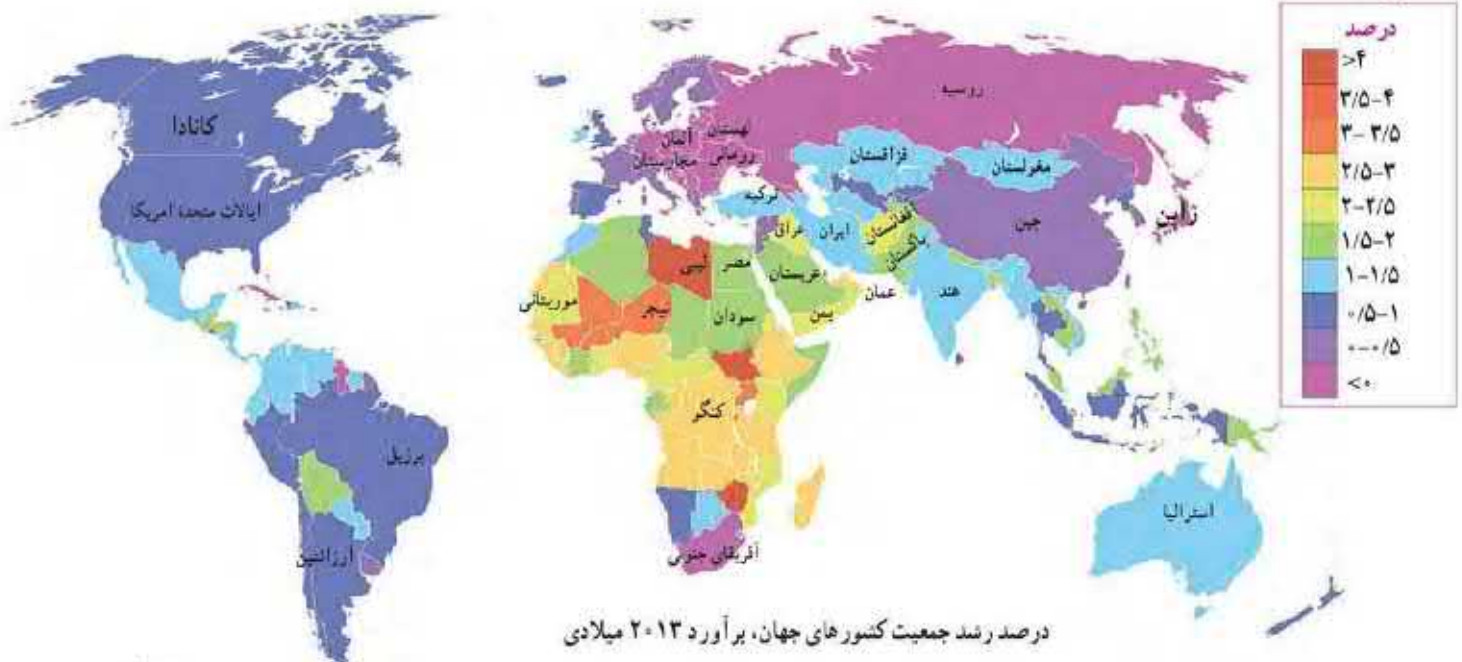 درصد
>۴
۳/۵-۴
۳-۳/۵
۲/۵-۳
۲-۲/۵
۱/۵-۲
۱-۱/۵
۰/۵-۱
۰-۰/۵
<۰
کانادا
ایالات متحدهٔ امریکا
برزیل
آرژانتین
روسیه
لهستان
آلمان
رومانی
مجارستان
قزاقستان
مغولستان
ترکیه
چین
ژاپن
افغانستان
پاکستان
ایران
عراق
هند
عربستان
عمان
یمن
مصر
لیبی
سودان
نیجر
موریتانی
کنگو
آفریقای جنوبی
استرالیا
درصد رشد جمعیت کشورهای جهان، برآورد ۲۰۱۳ میلادی